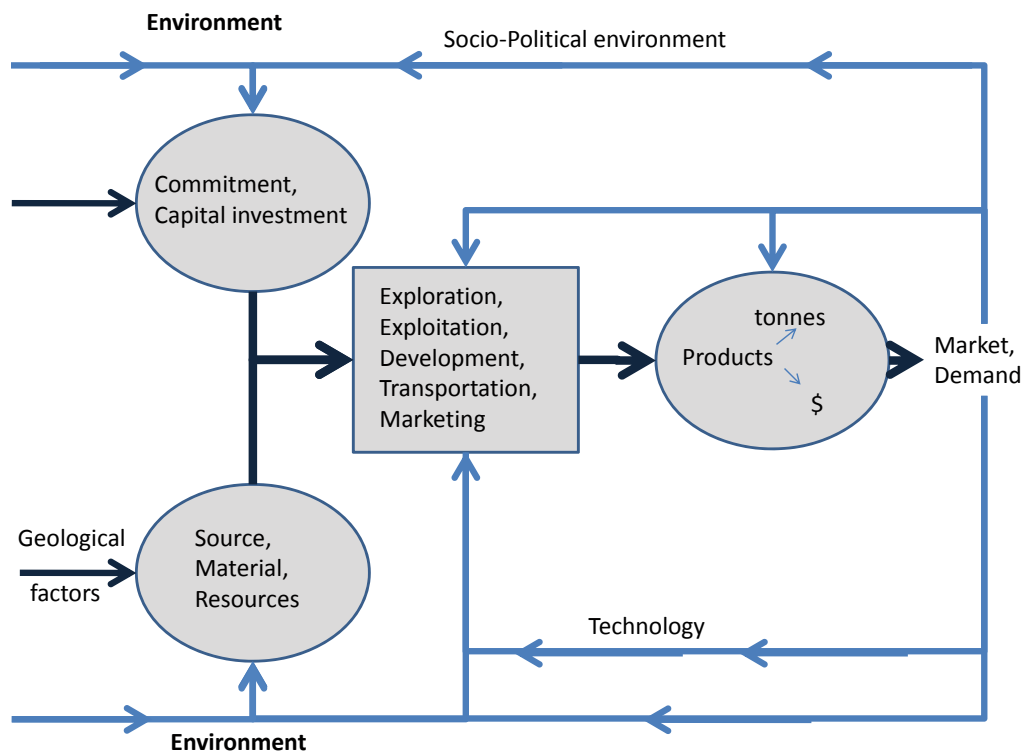 Environment
Socio-Political environment
Commitment,
Capital investment
Exploration,
Exploitation,
Development,
Transportation,
Marketing
tonnes
Products
$
Market,
Demand
Geological
factors
Source,
Material,
Resources
Technology
Environment